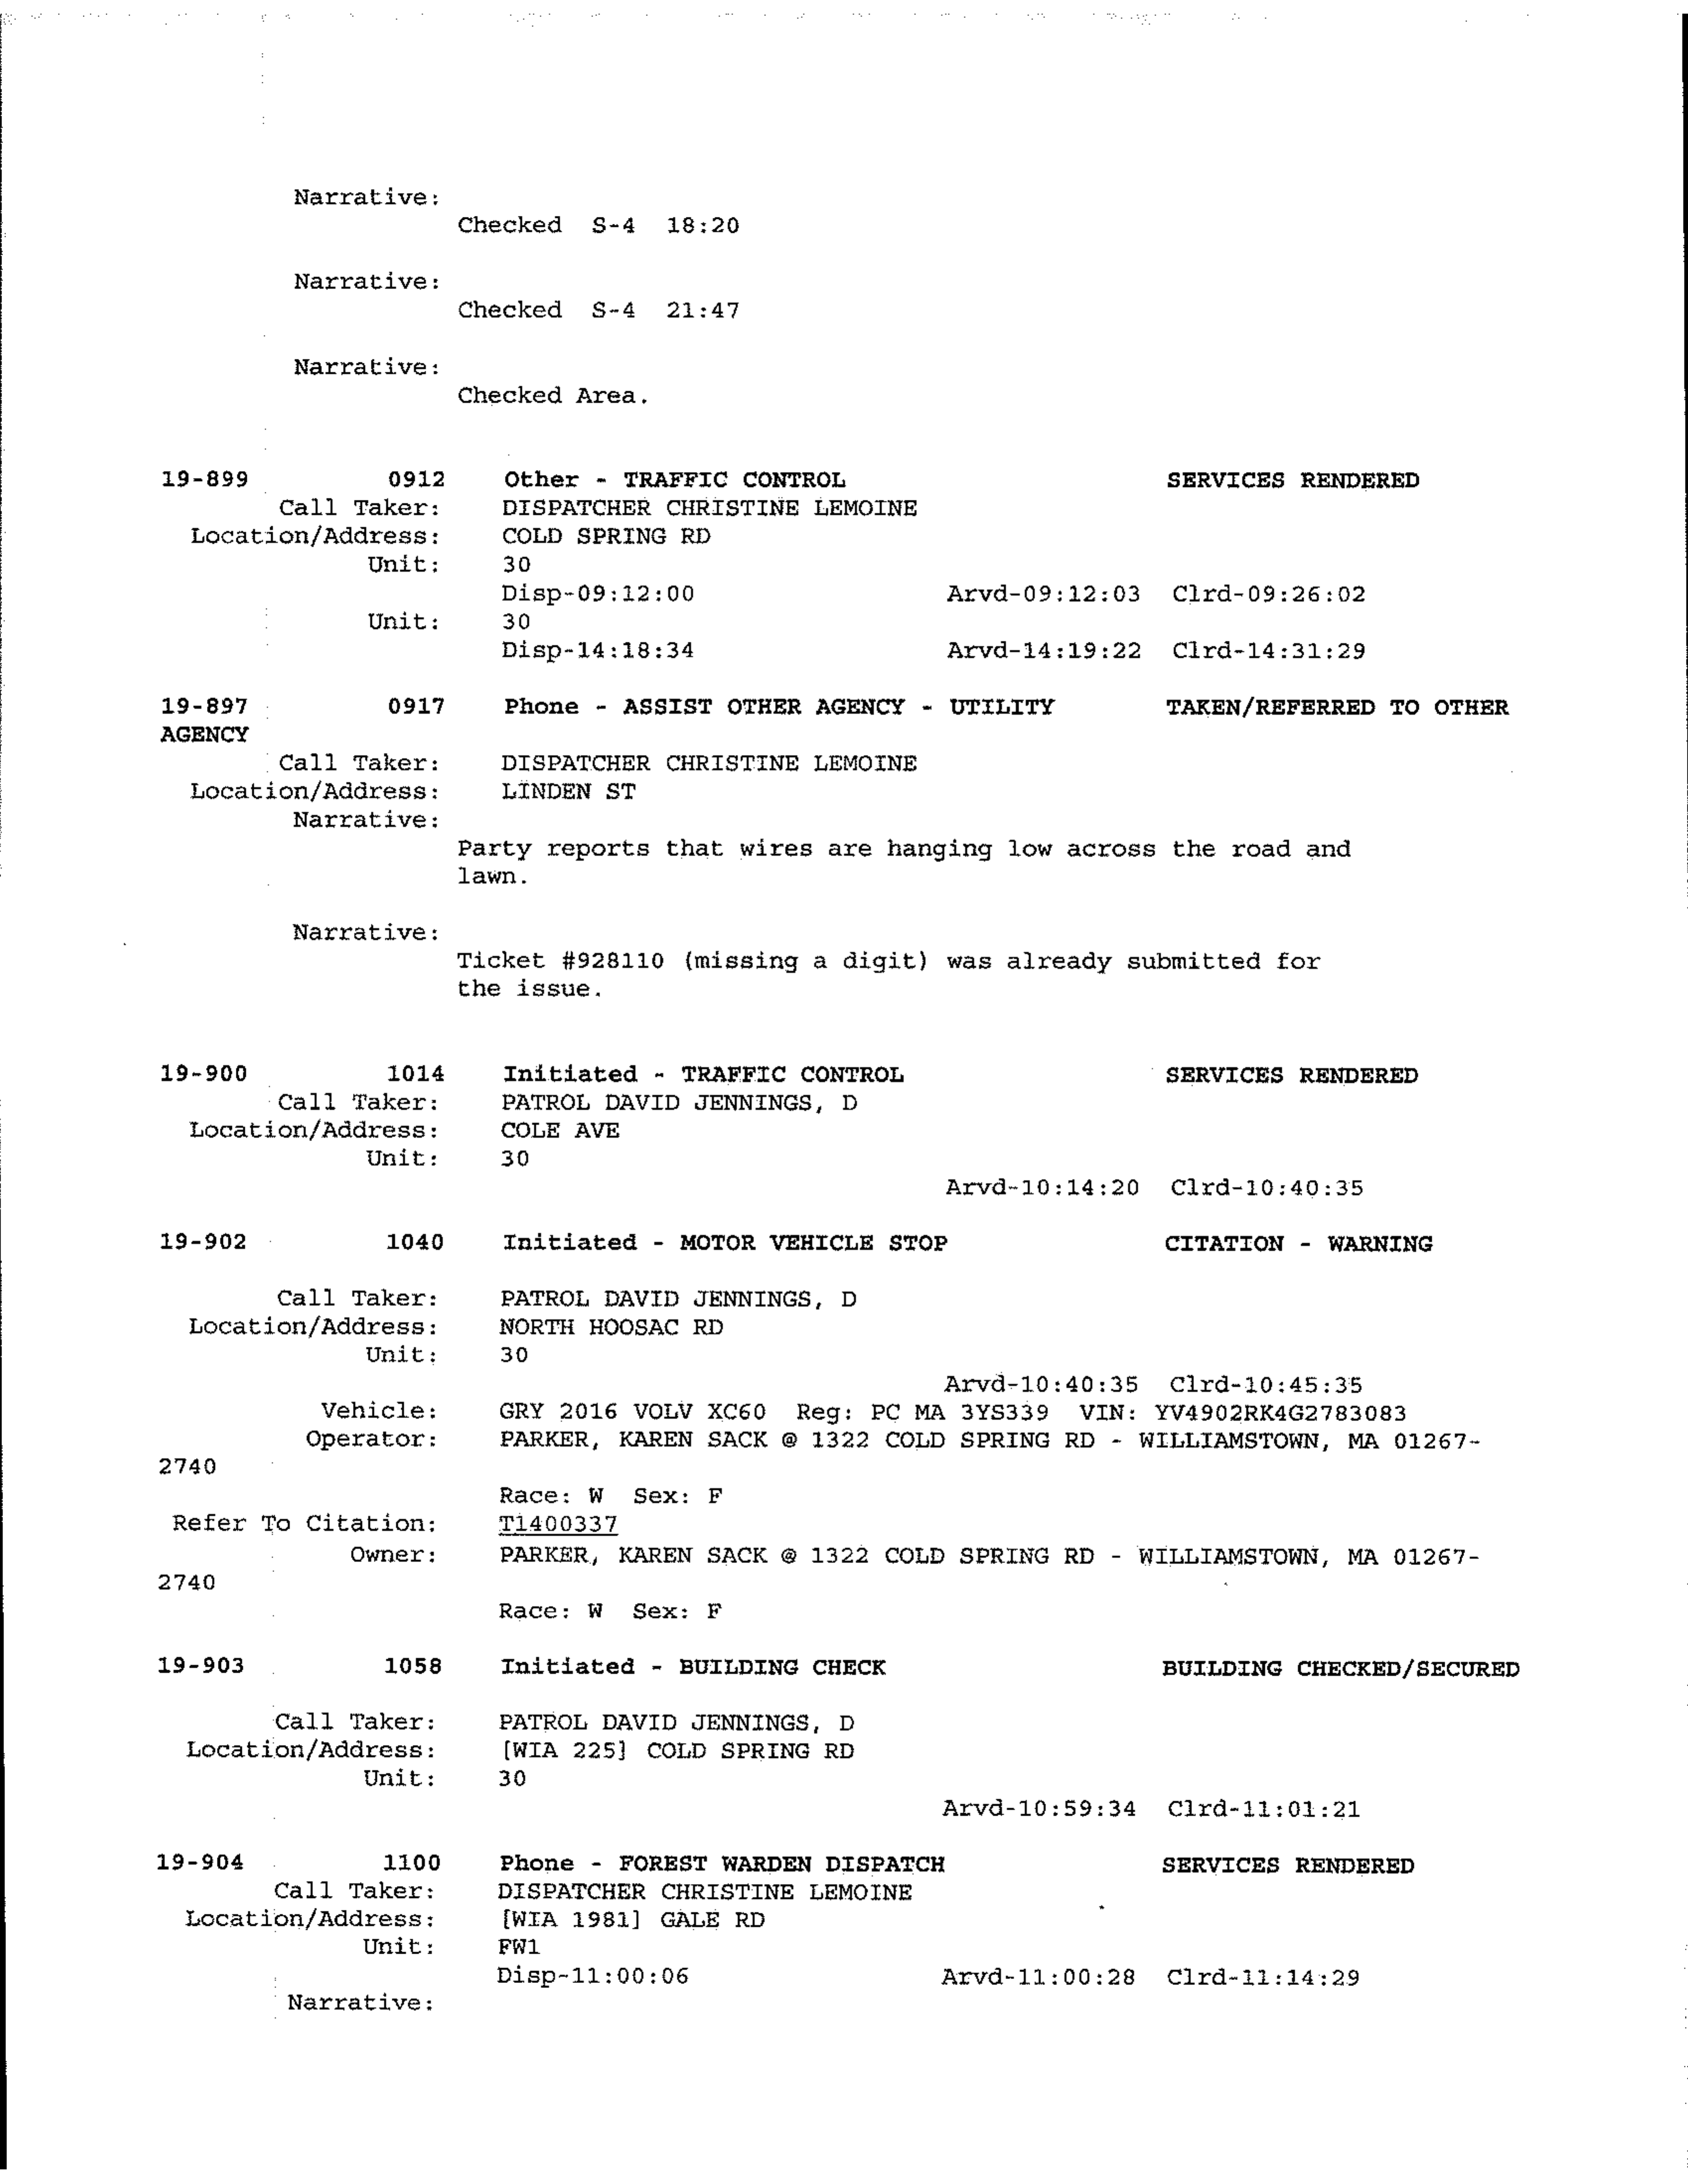 Narrative:
Checked S-4 18:20
Narrative:
Checked S-4 21:47
Narrative:
Checked Area.
19-899 0912 Other - TRAFFIC CONTROL SERVICES RENDERED
Call Taker: DISPATCHER CHRISTINE LEMOINE
Location/Address: COLD SPRING RD
Unit: 30
Disp-09:12:00 Arvd-09:12:03 Clrd-09:26:02
Unit: 30
Disp-14:18:34 Arvd-14:19:22 Clrd-14:31:29
19-897 0917 Phone - ASSIST OTHER AGENCY - UTILITY TAKEN/REFERRED TO OTHER
AGENCY
Call Taker: DISPATCHER CHRISTINE LEMOINE
Location/Address: LINDEN ST
Narrative:
Party reports that wires are hanging low across the road and
lawn.
Narrative:
Ticket #928110 (missing a digit) was already submitted for
the issue.
19-900 1014 Initiated - TRAFFIC CONTROL SERVICES RENDERED
Call Taker: PATROL DAVID JENNINGS, D
Location/Address: COLE AVE
Unit: 30
Arvd-10:14:20 Clrd-10:40:35
19-902 1040 Initiated - MOTOR VEHICLE STOP CITATION - WARNING
Call Taker: PATROL DAVID JENNINGS, D
Location/Address: NORTH HOOSAC RD
Unit: 30
Arvd-10:40:35 Clrd-10:45:35
Vehicle: GRY 2016 VOLV XC60 Reg: PC MA 3YS339 VIN: YV4902RK4G2783083
Operator: PARKER, KAREN SACK @ 1322 COLD SPRING RD - WILLIAMSTOWN, MA 01267-
2740
Race: W Sex: F
Refer To Citation: T1400337
Owner: PARKER, KAREN SACK @ 1322 COLD SPRING RD - WILLIAMSTOWN, MA 01267-
2740
Race: W Sex: F
19-903 1058 Initiated - BUILDING CHECK BUILDING CHECKED/SECURED
Call Taker: PATROL DAVID JENNINGS, D
Location/Address: [WIA 225] COLD SPRING RD
Unit: 30
Arvd-10:59:34 Clrd-11:01:21
19-904 1100 Phone - FOREST WARDEN DISPATCH SERVICES RENDERED
Call Taker: DISPATCHER CHRISTINE LEMOINE
Location/Address: [WIA 1981] GALE RD
Unit: FW1
Disp-11:00:06 Arvd-11:00:28 Clrd-11:14:29
Narrative: